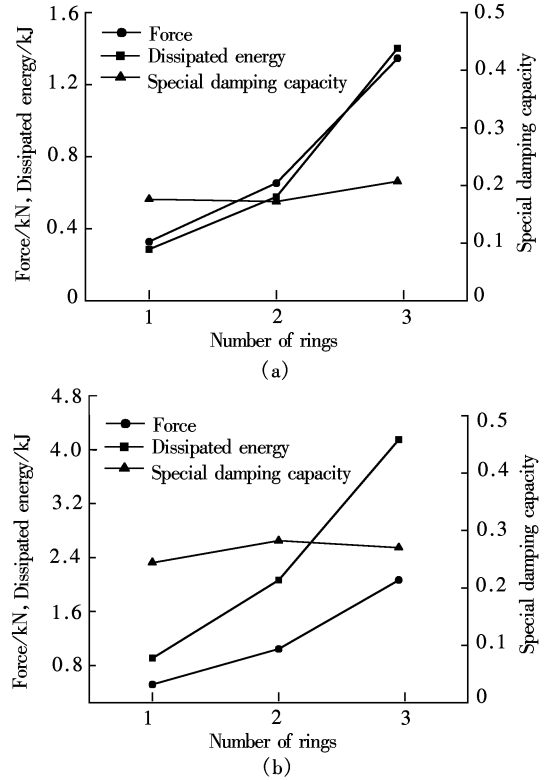 1.6
1.2
0.8
0.4
0
Force/kN, Dissipated energy/kJ
Force
Dissipated energy
Special damping capacity
0.5
0.4
0.3
0.2
0.1
0
Special damping capacity
1 2 3
Number of rings
(a)
4.8
4.0
3.2
2.4
1.6
0.8
Force/kN, Dissipated energy/kJ
Force
Dissipated energy
Special damping capacity
0.5
0.4
0.3
0.2
0.1
0
Special damping capacity
1 2 3
Number of rings
(b)